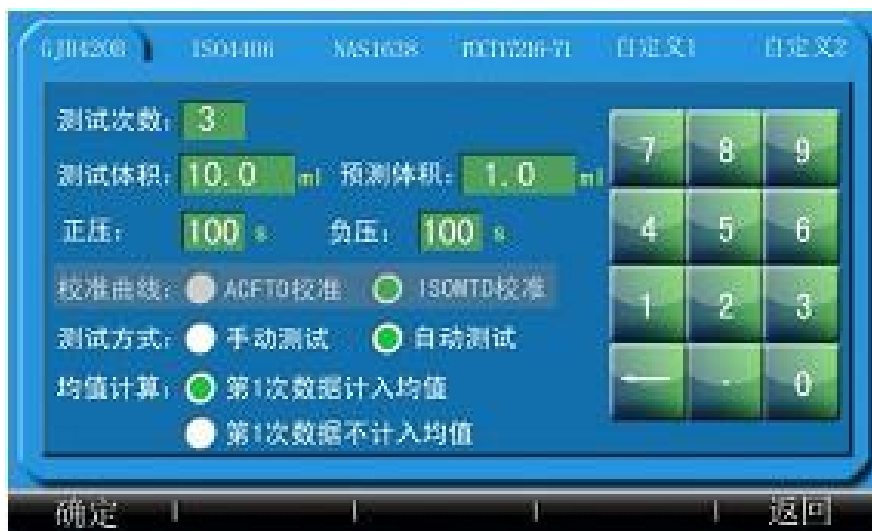 GJB420B ISO4406 NAS1638 ГОСТ17216-71 自定义1 自定义2
测试次数: 3
测试体积: 10.0 ml 预测体积: 1.0 ml
正压: 100 s 负压: 100 s
校准曲线: ACFTD校准 ISOMTD校准
测试方式: 手动测试 自动测试
均值计算: 第1次数据计入均值
第1次数据不计入均值
7 8 9
4 5 6
1 2 3
. 0
确定 返回